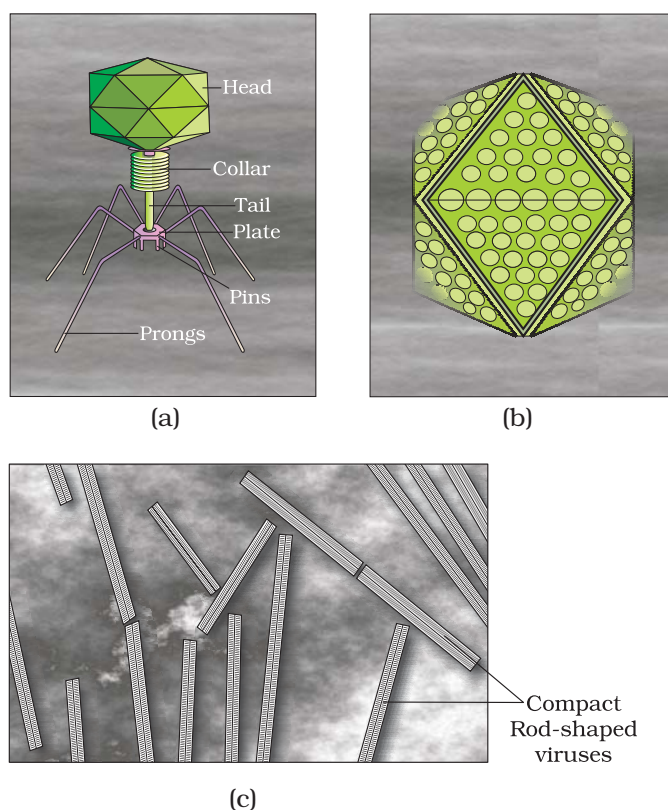 Head
Collar
Tail
Plate
Pins
Prongs
(a)
(b)
Compact
Rod-shaped
viruses
(c)